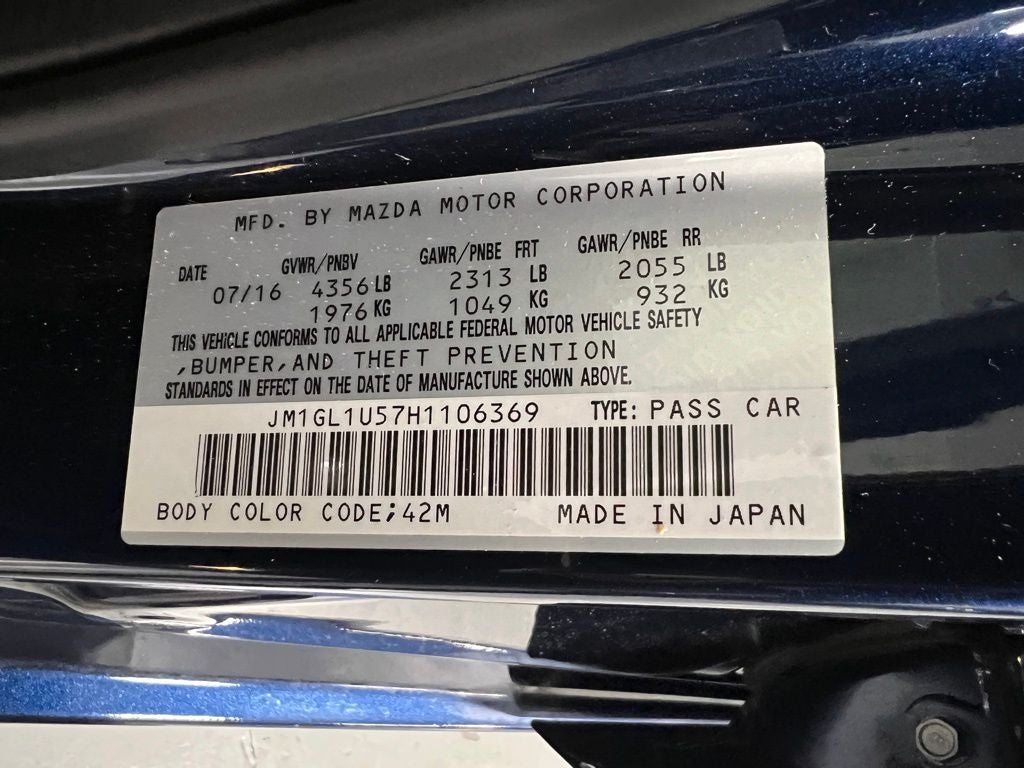 MFD. BY MAZDA MOTOR CORPORATION
DATE GVWR/PNBV GAWR/PNBE FRT GAWR/PNBE RR
07/16 4356 LB 2313 LB 2055 LB
1976 KG 1049 KG 932 KG
THIS VEHICLE CONFORMS TO ALL APPLICABLE FEDERAL MOTOR VEHICLE SAFETY
,BUMPER,AND THEFT PREVENTION
STANDARDS IN EFFECT ON THE DATE OF MANUFACTURE SHOWN ABOVE.
JM1GL1U57H1106369 TYPE: PASS CAR
BODY COLOR CODE;42M MADE IN JAPAN